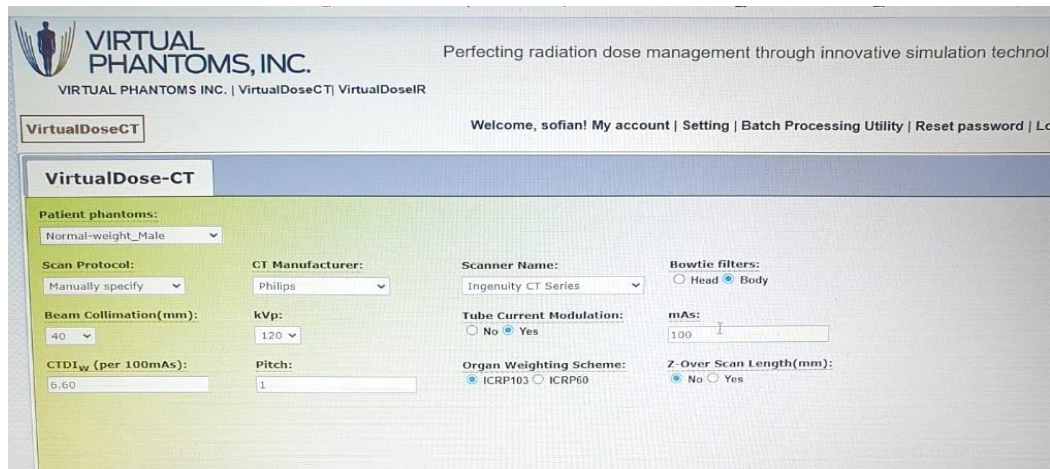 VIRTUAL
PHANTOMS, INC.
Perfecting radiation dose management through innovative simulation technol
VIRTUAL PHANTOMS INC. | VirtualDoseCT| VirtualDoseIR
VirtualDoseCT
Welcome, sofian! My account | Setting | Batch Processing Utility | Reset password | Lo
VirtualDose-CT
Patient phantoms:
Normal-weight_Male
Scan Protocol: CT Manufacturer: Scanner Name: Bowtie filters:
Manually specify Philips Ingenuity CT Series Head Body
Beam Collimation(mm): kVp: Tube Current Modulation: mAs:
40 120 No Yes 100
CTDIw (per 100mAs): Pitch: Organ Weighting Scheme: Z-Over Scan Length(mm):
6.60 1 ICRP103 ICRP60 No Yes